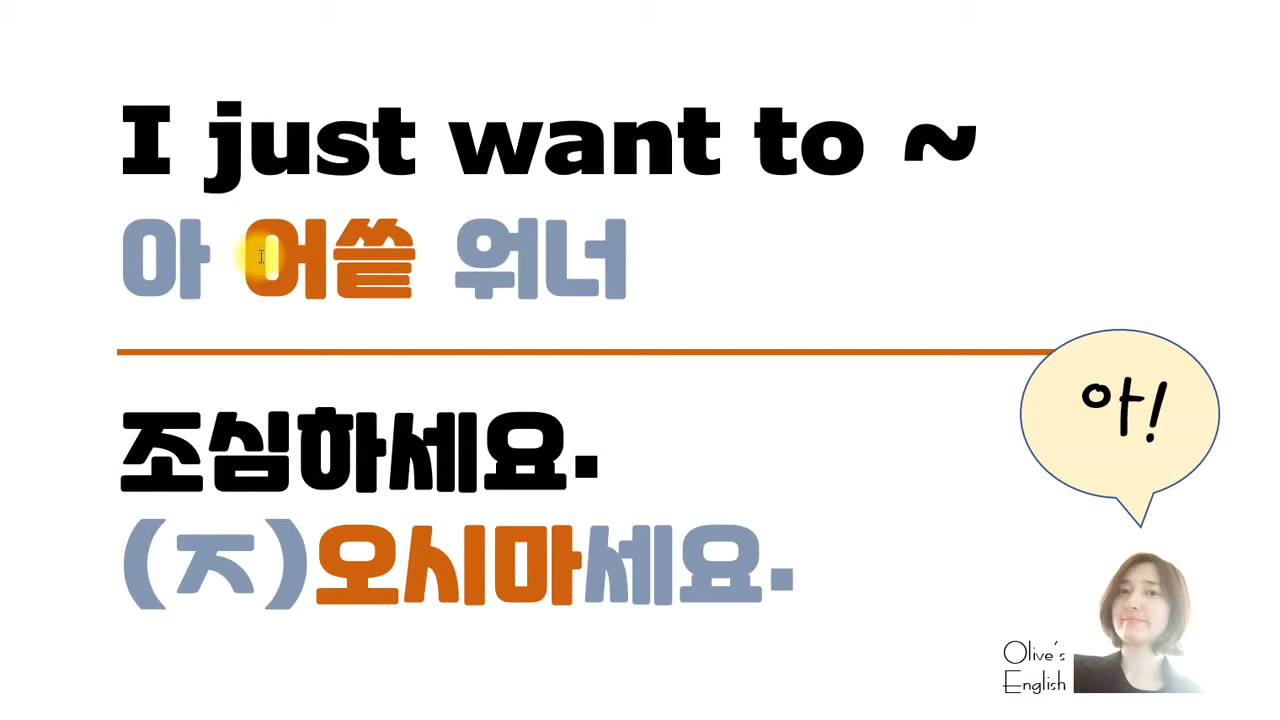 I just want to ~
아 어쏱 워너
조심하세요.
(ㅈ)오시마세요.
아!
Olive's
English